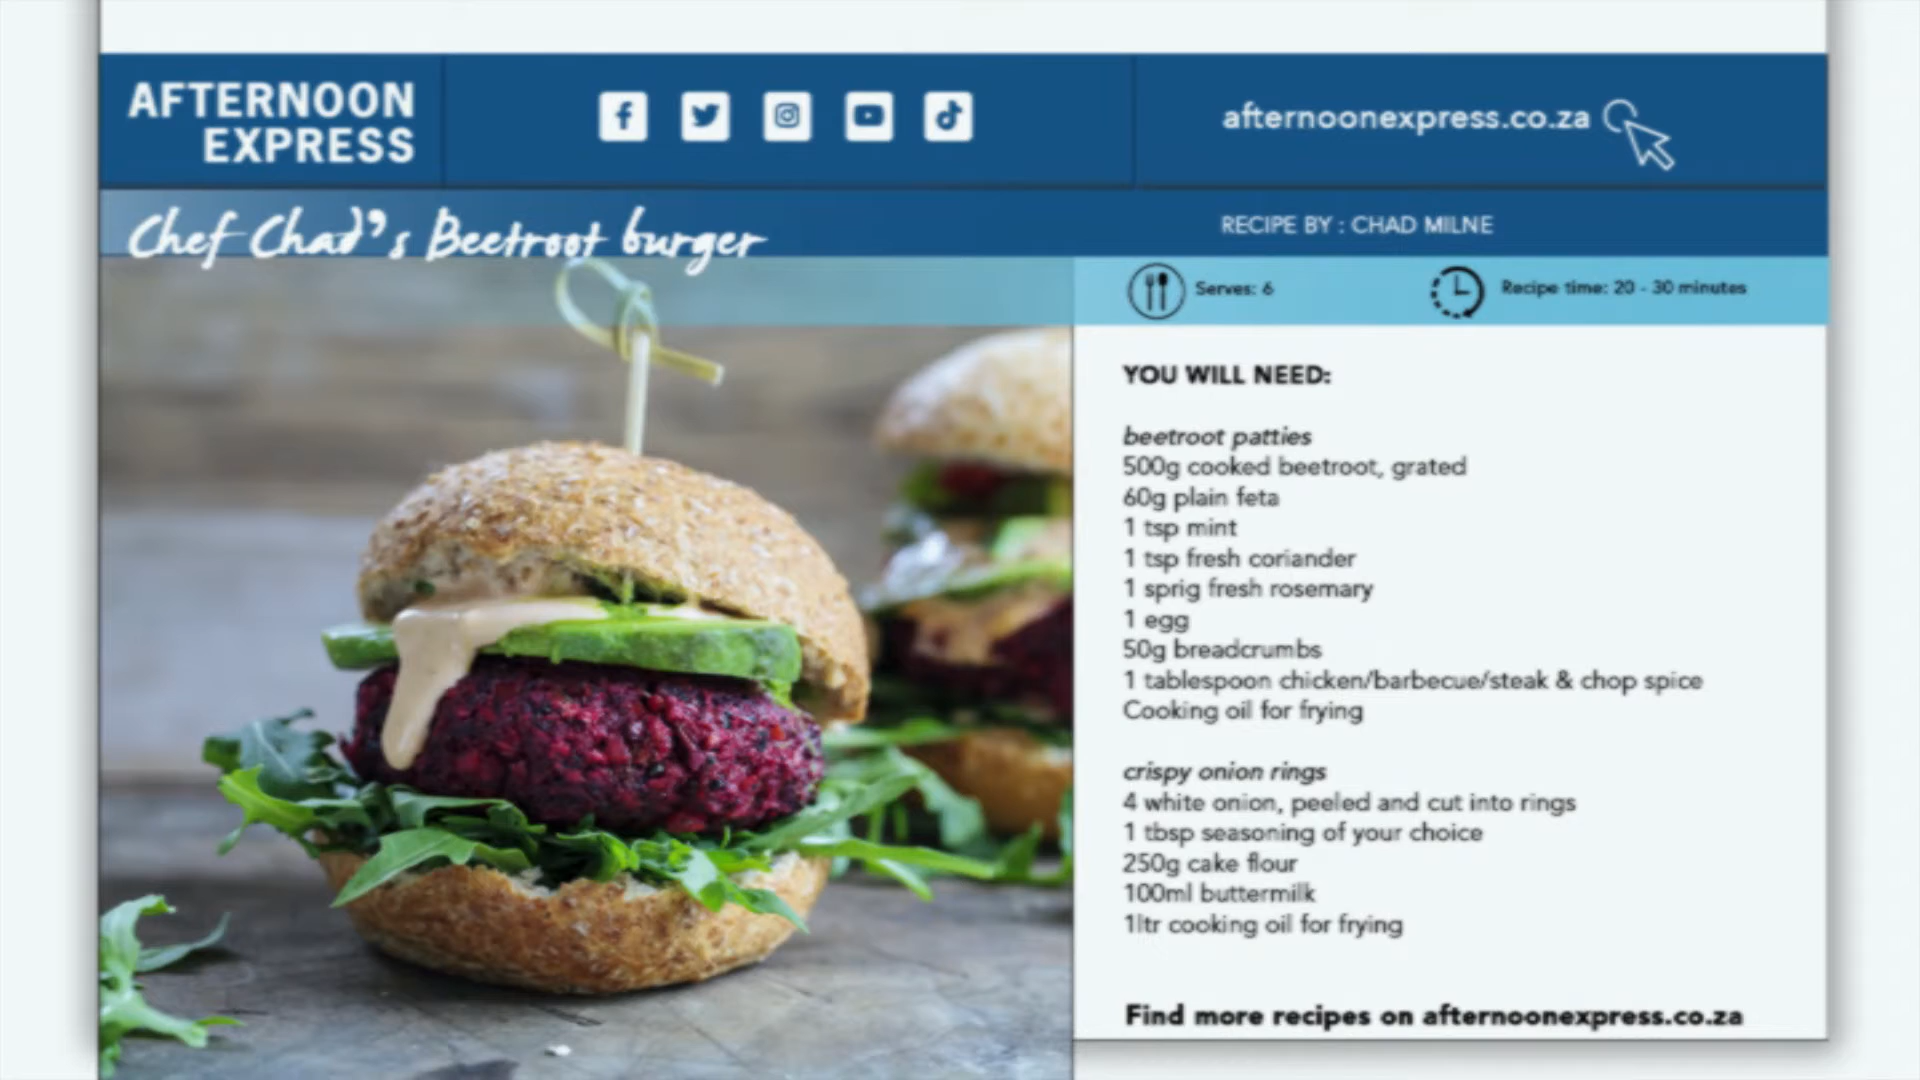 AFTERNOON
EXPRESS
afternoonexpress.co.za
Chef Chad's Beetroot burger
RECIPE BY : CHAD MILNE
Serves: 6
Recipe time: 20 - 30 minutes
YOU WILL NEED:
beetroot patties
500g cooked beetroot, grated
60g plain feta
1 tsp mint
1 tsp fresh coriander
1 sprig fresh rosemary
1 egg
50g breadcrumbs
1 tablespoon chicken/barbecue/steak & chop spice
Cooking oil for frying
crispy onion rings
4 white onion, peeled and cut into rings
1 tbsp seasoning of your choice
250g cake flour
100ml buttermilk
1ltr cooking oil for frying
Find more recipes on afternoonexpress.co.za